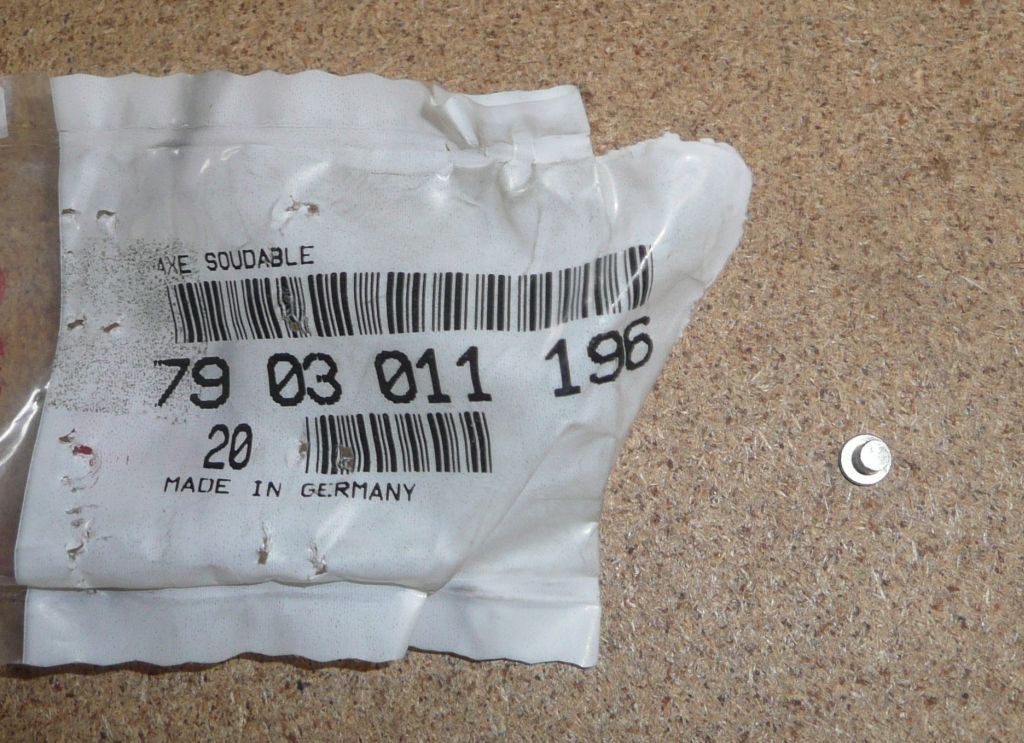 AXE SOUDABLE
79 03 011 196
20
MADE IN GERMANY